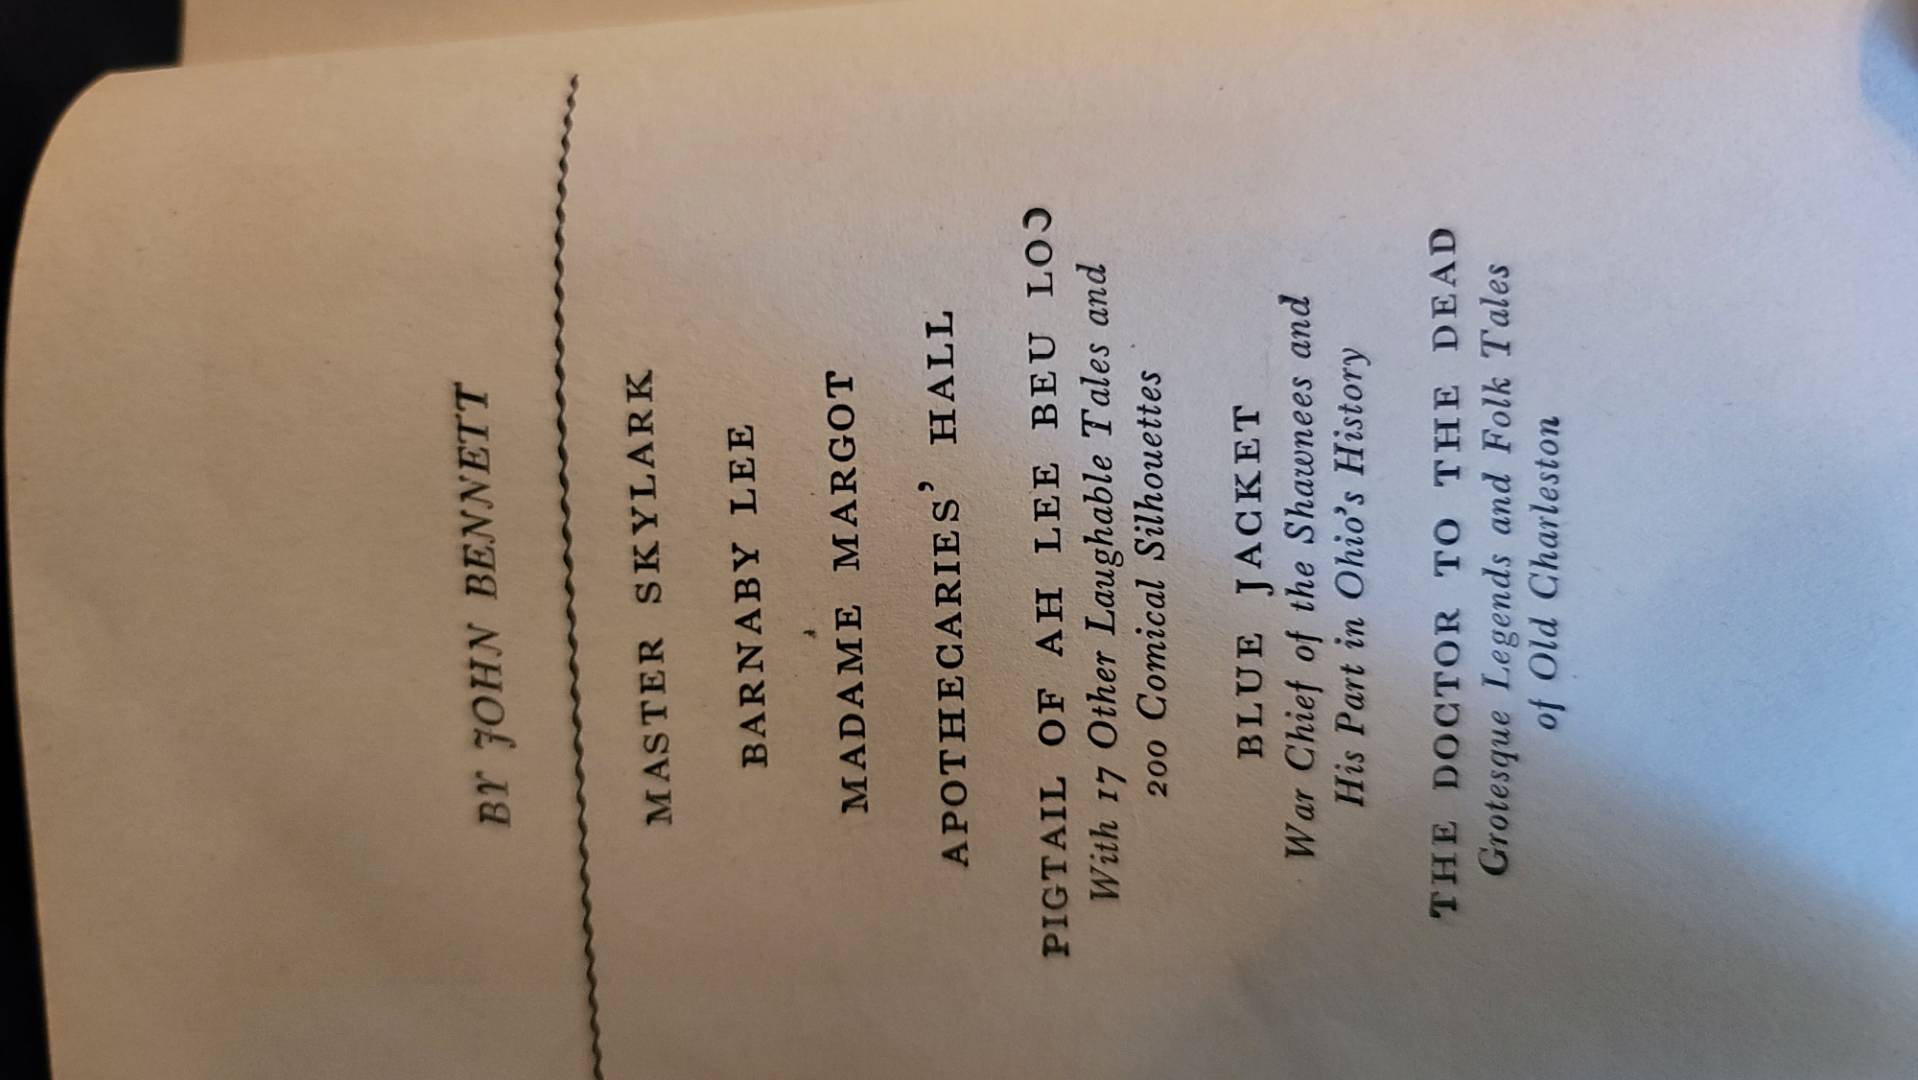 BY JOHN BENNETT
MASTER SKYLARK
BARNABY LEE
MADAME MARGOT
APOTHECARIES' HALL
PIGTAIL OF AH LEE BEU LOƆ
With 17 Other Laughable Tales and
200 Comical Silhouettes
BLUE JACKET
War Chief of the Shawnees and
His Part in Ohio's History
THE DOCTOR TO THE DEAD
Grotesque Legends and Folk Tales
of Old Charleston